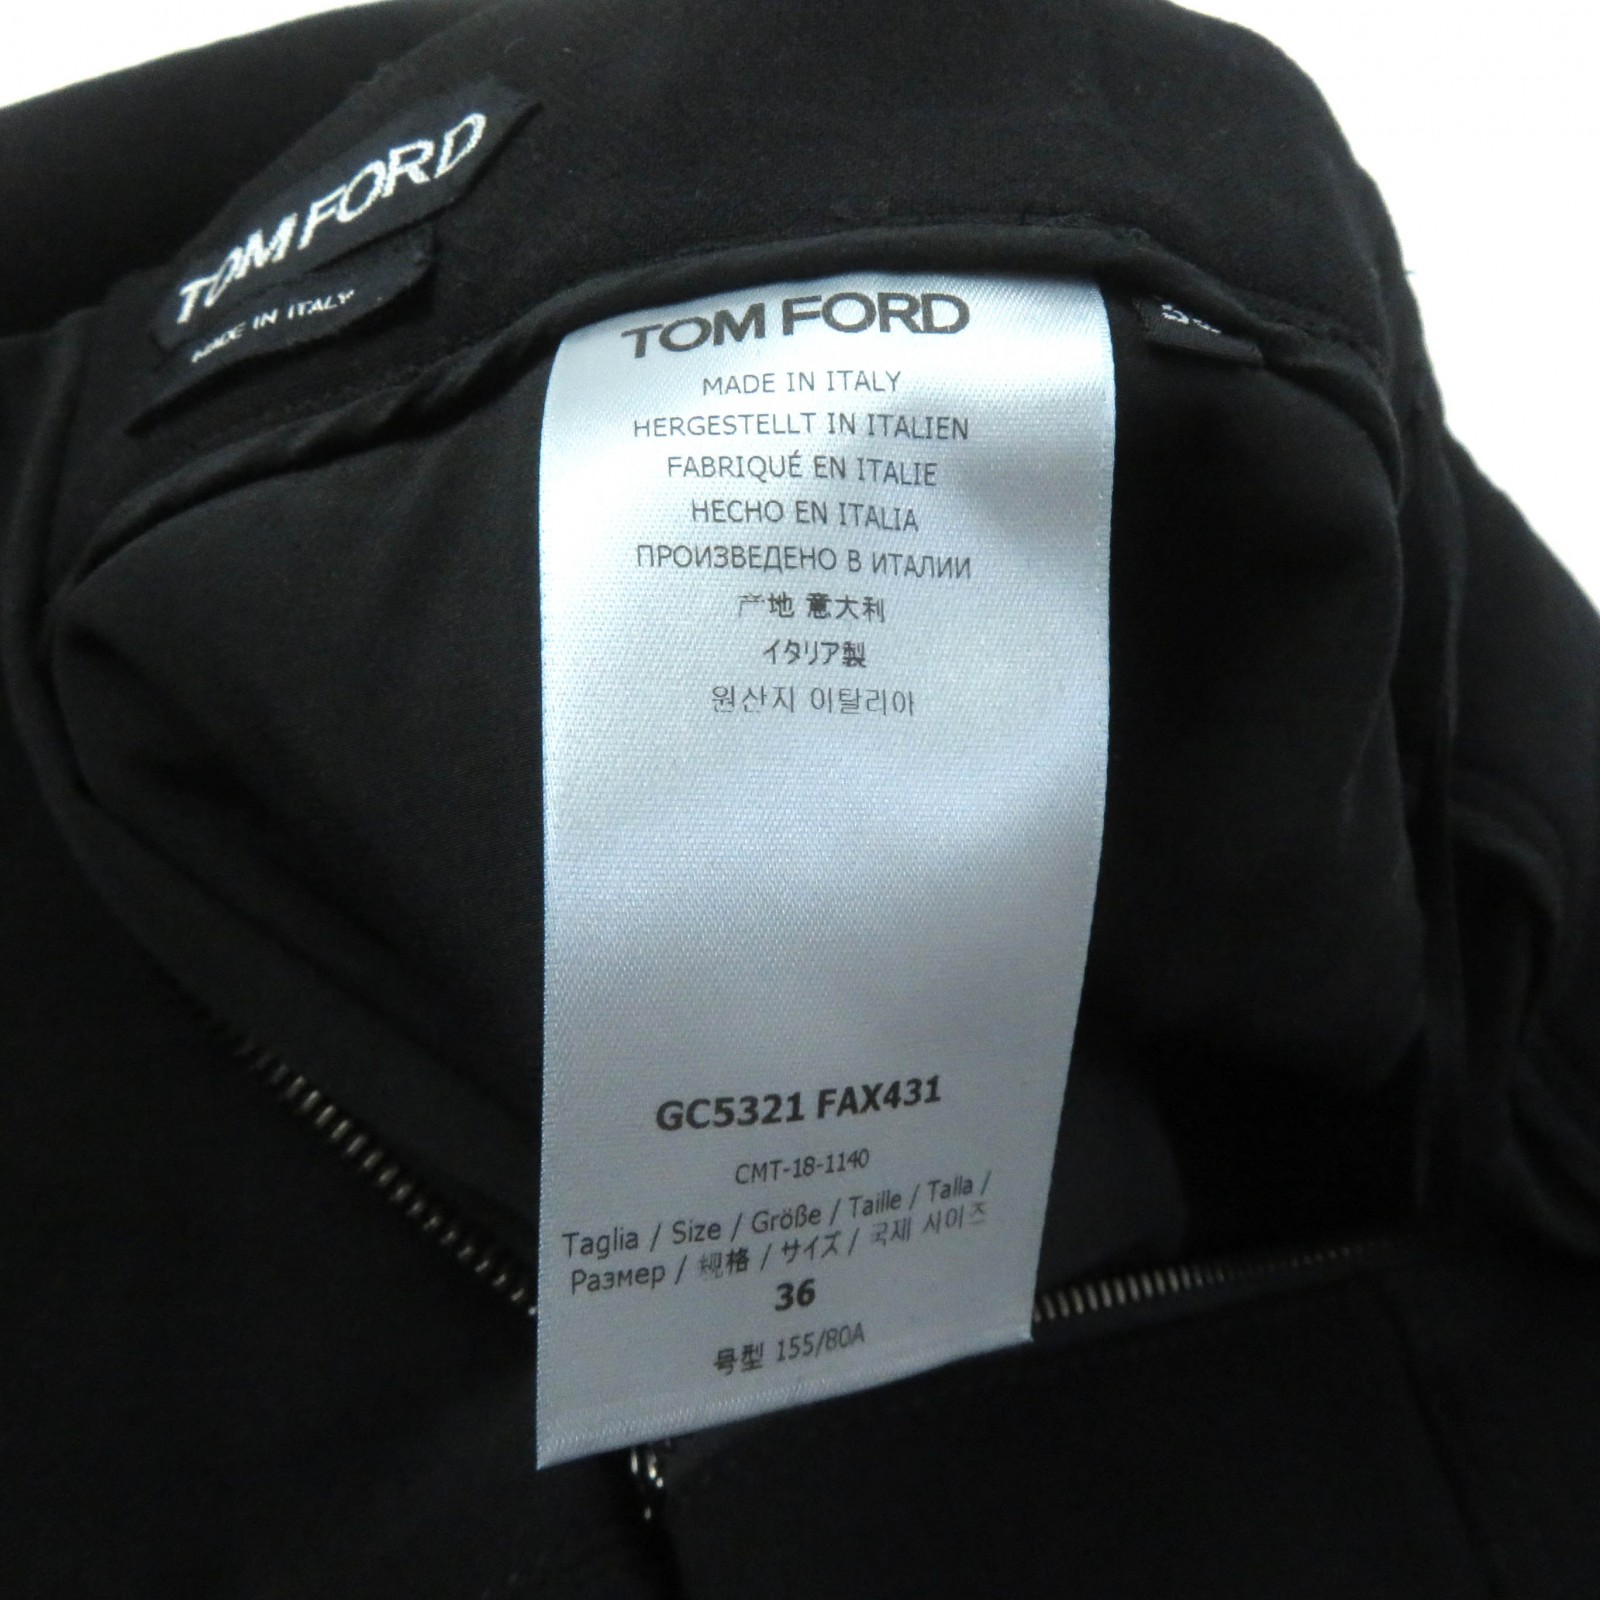 TOM FORD
MADE IN ITALY
TOM FORD
MADE IN ITALY
HERGESTELLT IN ITALIEN
FABRIQUÉ EN ITALIE
HECHO EN ITALIA
ПРОИЗВЕДЕНО В ИТАЛИИ
产地 意大利
イタリア製
원산지 이탈리아
GC5321 FAX431
CMT-18-1140
Taglia / Size / Größe / Taille / Talla /
Размер / 规格 / サイズ / 국제 사이즈
36
号型 155/80A